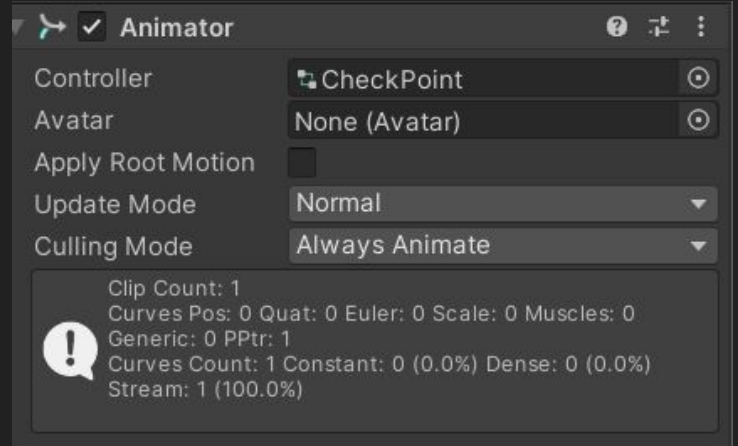 Animator
Controller CheckPoint
Avatar None (Avatar)
Apply Root Motion
Update Mode Normal
Culling Mode Always Animate
Clip Count: 1
Curves Pos: 0 Quat: 0 Euler: 0 Scale: 0 Muscles: 0
Generic: 0 PPtr: 1
Curves Count: 1 Constant: 0 (0.0%) Dense: 0 (0.0%)
Stream: 1 (100.0%)